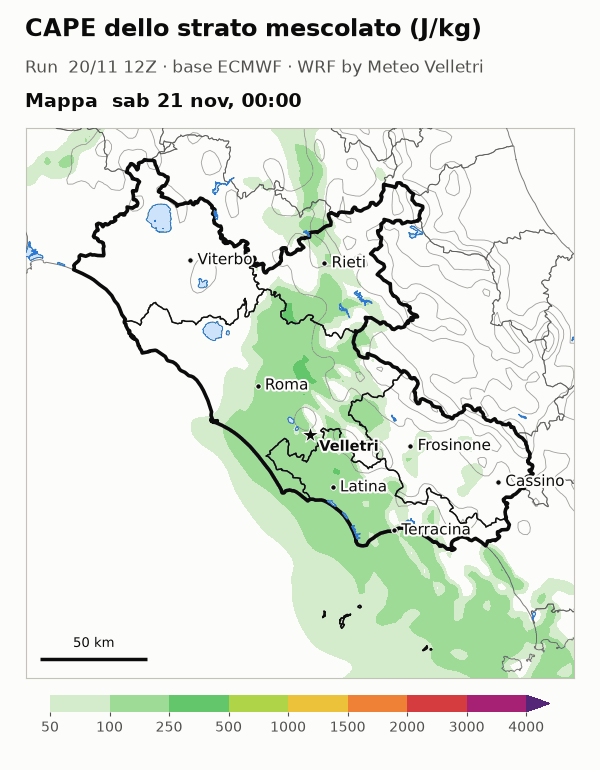 CAPE dello strato mescolato (J/kg)
Run  20/11 12Z · base ECMWF · WRF by Meteo Velletri
Mappa  sab 21 nov, 00:00
Viterbo
Rieti
Roma
Velletri
Frosinone
Latina
Cassino
Terracina
50 km
50 100 250 500 1000 1500 2000 3000 4000